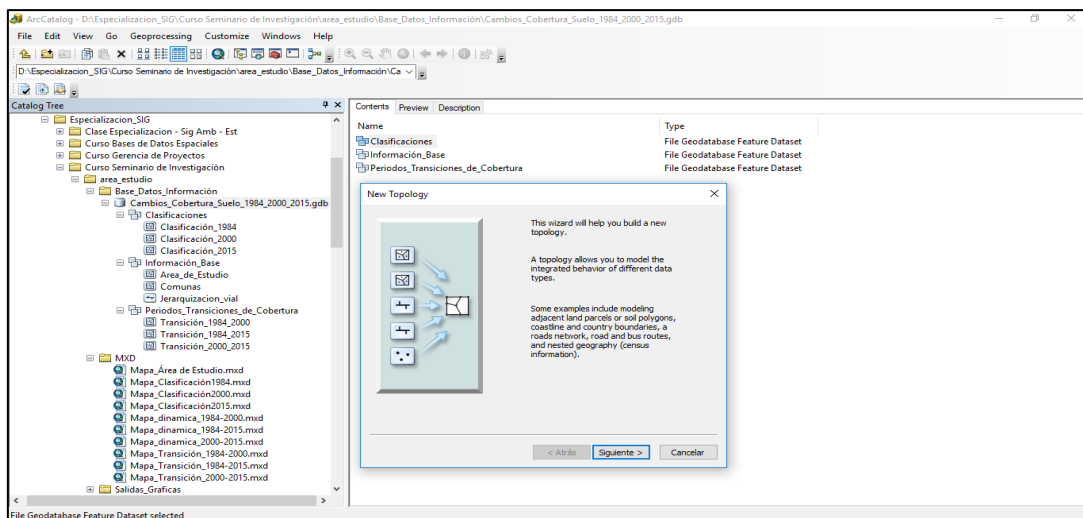 ArcCatalog - D:\Especializacion_SIG\Curso Seminario de Investigación\area_estudio\Base_Datos_Información\Cambios_Cobertura_Suelo_1984_2000_2015.gdb
File Edit View Go Geoprocessing Customize Windows Help
D:\Especializacion_SIG\Curso Seminario de Investigación\area_estudio\Base_Datos_Información\Ca
Catalog Tree
Especializacion_SIG
Clase Especializacion - Sig Amb - Est
Curso Bases de Datos Espaciales
Curso Gerencia de Proyectos
Curso Seminario de Investigación
area_estudio
Base_Datos_Información
Cambios_Cobertura_Suelo_1984_2000_2015.gdb
Clasificaciones
Clasificación_1984
Clasificación_2000
Clasificación_2015
Información_Base
Area_de_Estudio
Comunas
Jerarquizacion_vial
Periodos_Transiciones_de_Cobertura
Transición_1984_2000
Transición_1984_2015
Transición_2000_2015
MXD
Mapa_Área de Estudio.mxd
Mapa_Clasificación1984.mxd
Mapa_Clasificación2000.mxd
Mapa_Clasificación2015.mxd
Mapa_dinamica_1984-2000.mxd
Mapa_dinamica_1984-2015.mxd
Mapa_dinamica_2000-2015.mxd
Mapa_Transición_1984-2000.mxd
Mapa_Transición_1984-2015.mxd
Mapa_Transición_2000-2015.mxd
Salidas_Graficas
Contents Preview Description
Name Type
Clasificaciones File Geodatabase Feature Dataset
Información_Base File Geodatabase Feature Dataset
Periodos_Transiciones_de_Cobertura File Geodatabase Feature Dataset
New Topology
This wizard will help you build a new
topology.
A topology allows you to model the
integrated behavior of different data
types.
Some examples include modeling
adjacent land parcels or soil polygons,
coastline and country boundaries, a
roads network, road and bus routes,
and nested geography (census
information).
< Atrás Siguiente > Cancelar
File Geodatabase Feature Dataset selected